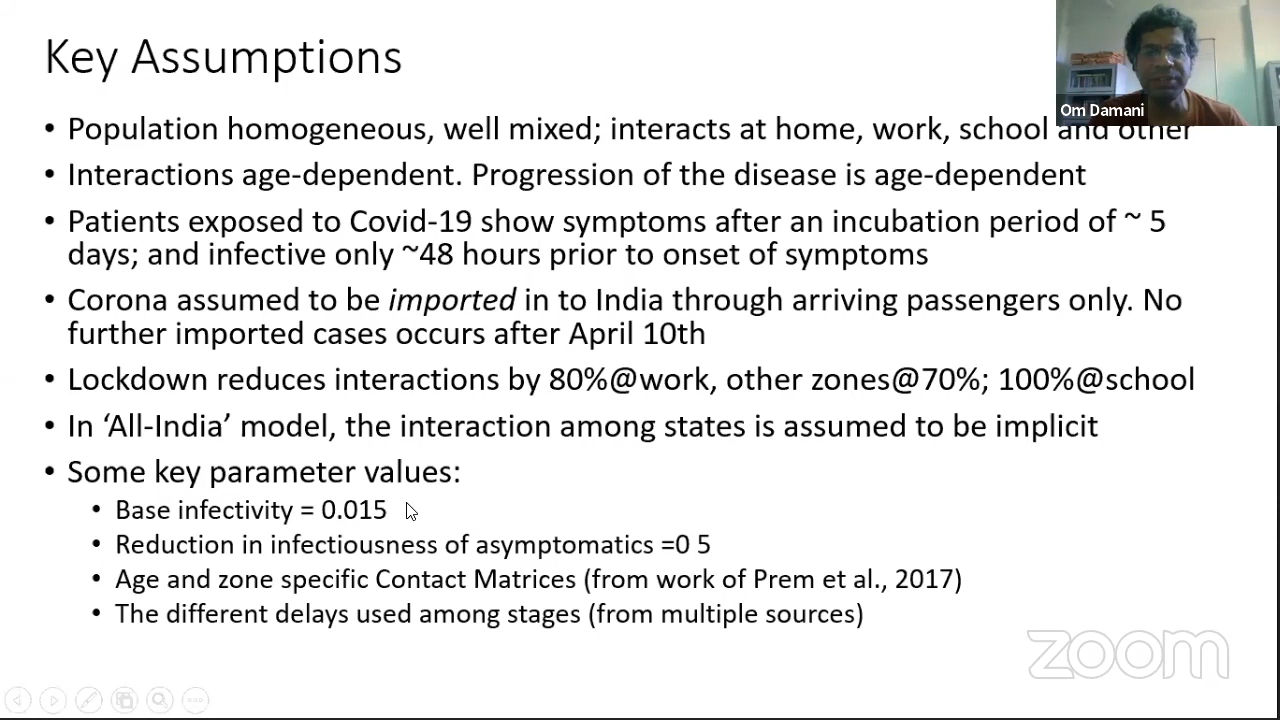 Key Assumptions
Om Damani
• Population homogeneous, well mixed; interacts at home, work, school and other
• Interactions age-dependent. Progression of the disease is age-dependent
• Patients exposed to Covid-19 show symptoms after an incubation period of ~ 5
days; and infective only ~48 hours prior to onset of symptoms
• Corona assumed to be imported in to India through arriving passengers only. No
further imported cases occurs after April 10th
• Lockdown reduces interactions by 80%@work, other zones@70%; 100%@school
• In ‘All-India’ model, the interaction among states is assumed to be implicit
• Some key parameter values:
• Base infectivity = 0.015
• Reduction in infectiousness of asymptomatics =0 5
• Age and zone specific Contact Matrices (from work of Prem et al., 2017)
• The different delays used among stages (from multiple sources)
zoom